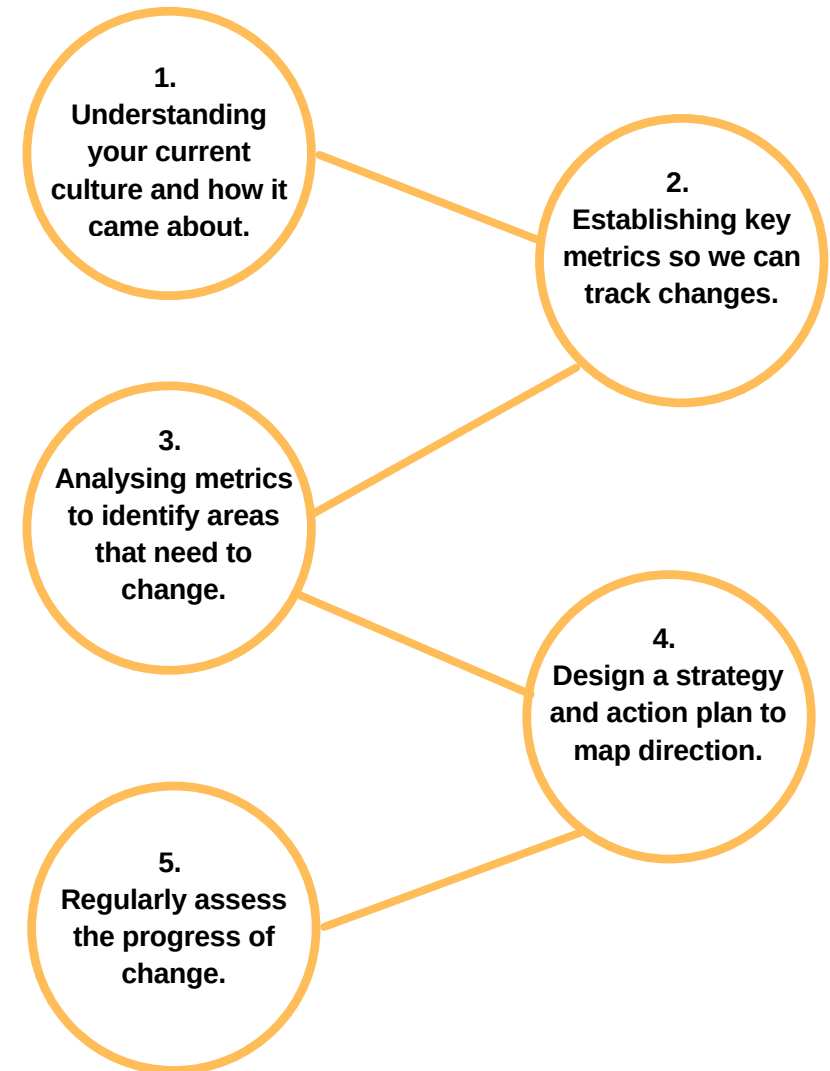 1.
Understanding
your current
culture and how it
came about.
2.
Establishing key
metrics so we can
track changes.
3.
Analysing metrics
to identify areas
that need to
change.
4.
Design a strategy
and action plan to
map direction.
5.
Regularly assess
the progress of
change.